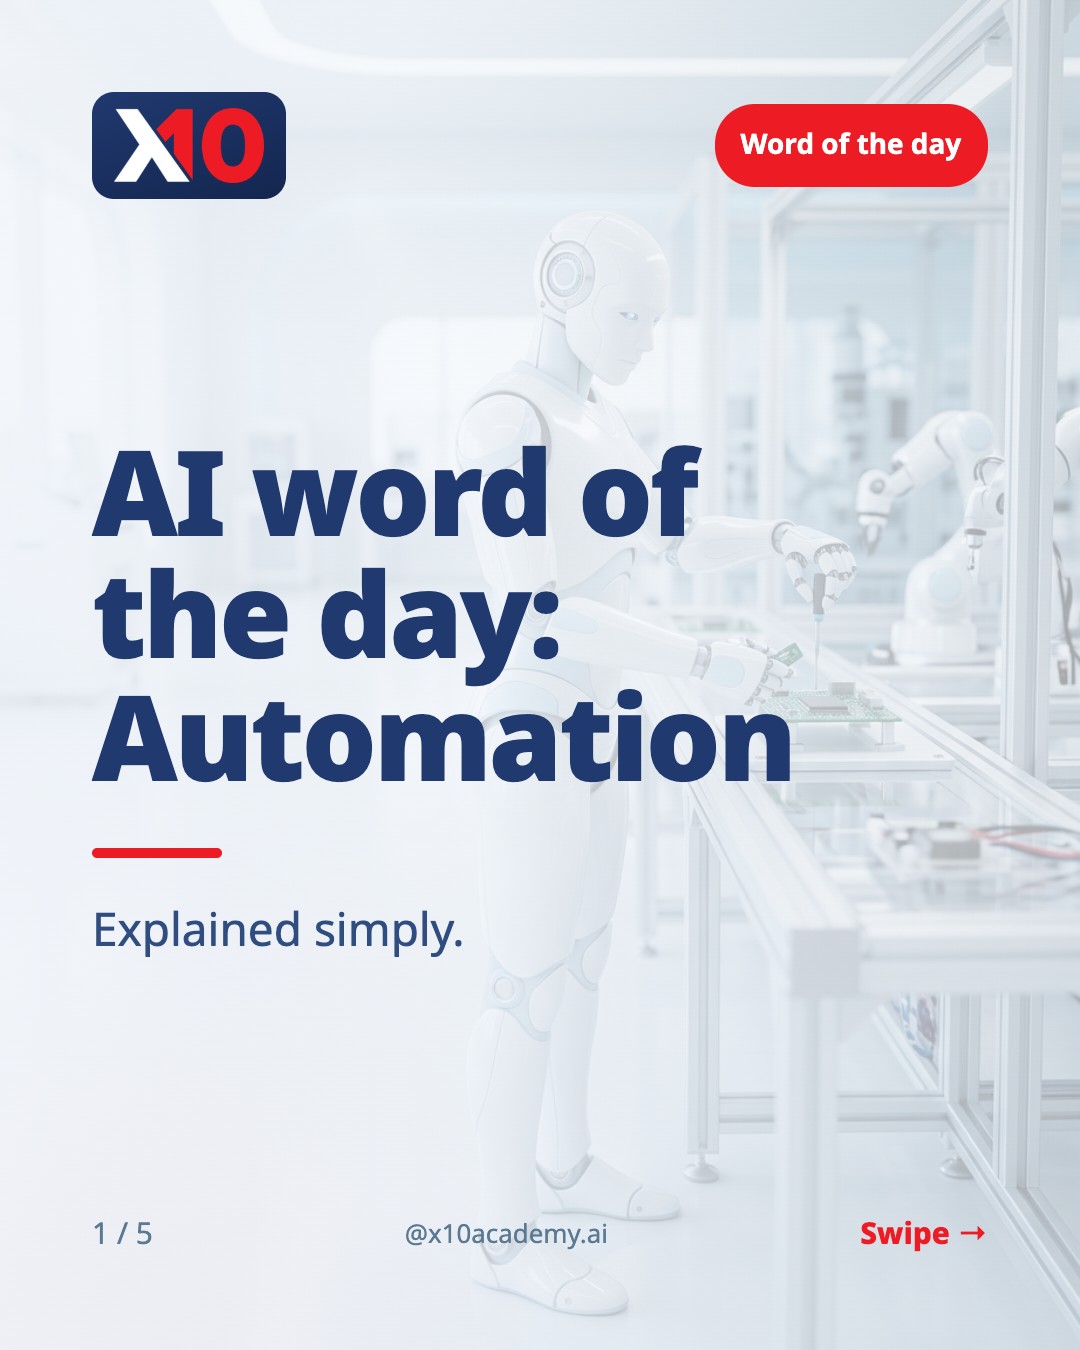 X10
Word of the day
AI word of
the day:
Automation
Explained simply.
1 / 5
@x10academy.ai
Swipe →